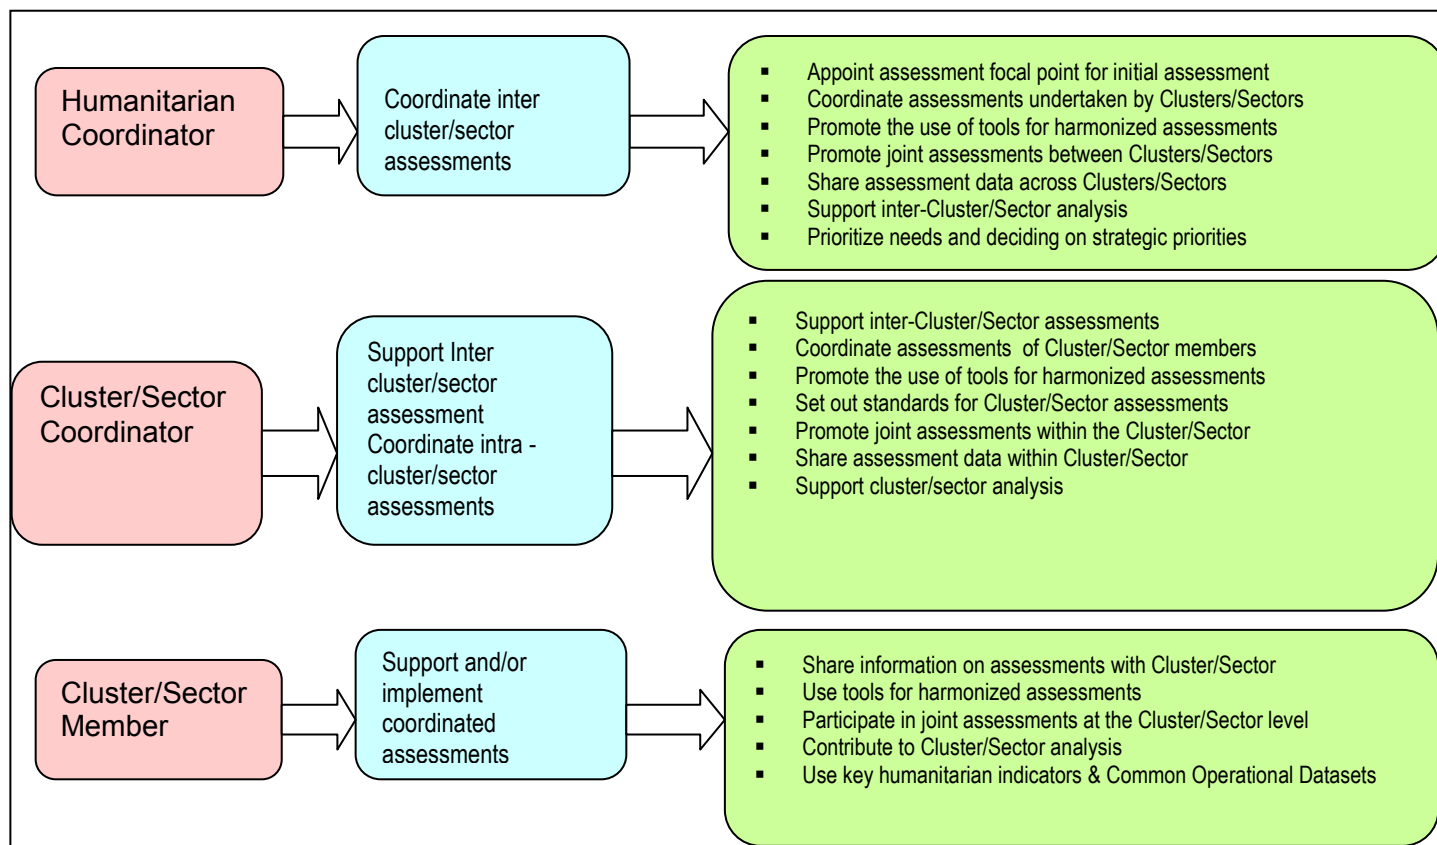 Humanitarian
Coordinator
Coordinate inter
cluster/sector
assessments
▪ Appoint assessment focal point for initial assessment
▪ Coordinate assessments undertaken by Clusters/Sectors
▪ Promote the use of tools for harmonized assessments
▪ Promote joint assessments between Clusters/Sectors
▪ Share assessment data across Clusters/Sectors
▪ Support inter-Cluster/Sector analysis
▪ Prioritize needs and deciding on strategic priorities
Cluster/Sector
Coordinator
Support Inter
cluster/sector
assessment
Coordinate intra -
cluster/sector
assessments
▪ Support inter-Cluster/Sector assessments
▪ Coordinate assessments of Cluster/Sector members
▪ Promote the use of tools for harmonized assessments
▪ Set out standards for Cluster/Sector assessments
▪ Promote joint assessments within the Cluster/Sector
▪ Share assessment data within Cluster/Sector
▪ Support cluster/sector analysis
Cluster/Sector
Member
Support and/or
implement
coordinated
assessments
▪ Share information on assessments with Cluster/Sector
▪ Use tools for harmonized assessments
▪ Participate in joint assessments at the Cluster/Sector level
▪ Contribute to Cluster/Sector analysis
▪ Use key humanitarian indicators & Common Operational Datasets